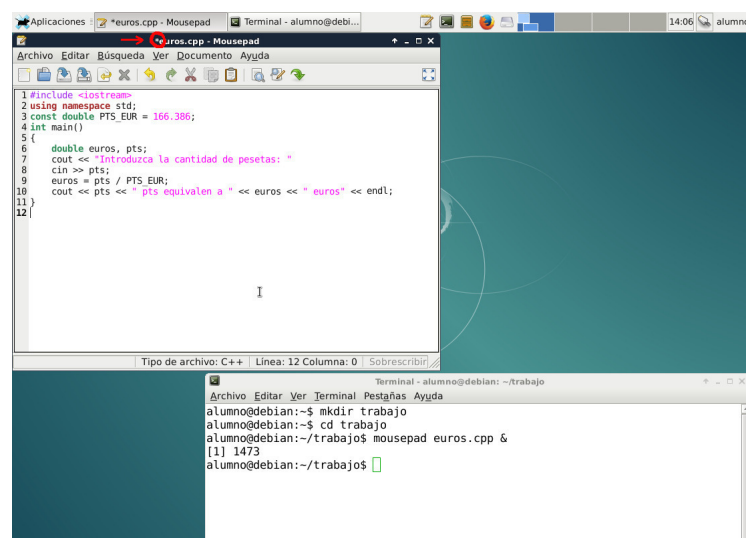 Aplicaciones *euros.cpp - Mousepad Terminal - alumno@debi... 14:06 alumno
*euros.cpp - Mousepad
Archivo Editar Búsqueda Ver Documento Ayuda
1 #include <iostream>
2 using namespace std;
3 const double PTS_EUR = 166.386;
4 int main()
5 {
6 double euros, pts;
7 cout << "Introduzca la cantidad de pesetas: "
8 cin >> pts;
9 euros = pts / PTS_EUR;
10 cout << pts << " pts equivalen a " << euros << " euros" << endl;
11 }
12
Tipo de archivo: C++ Línea: 12 Columna: 0 Sobrescribir
Terminal - alumno@debian: ~/trabajo
Archivo Editar Ver Terminal Pestañas Ayuda
alumno@debian:~$ mkdir trabajo
alumno@debian:~$ cd trabajo
alumno@debian:~/trabajo$ mousepad euros.cpp &
[1] 1473
alumno@debian:~/trabajo$